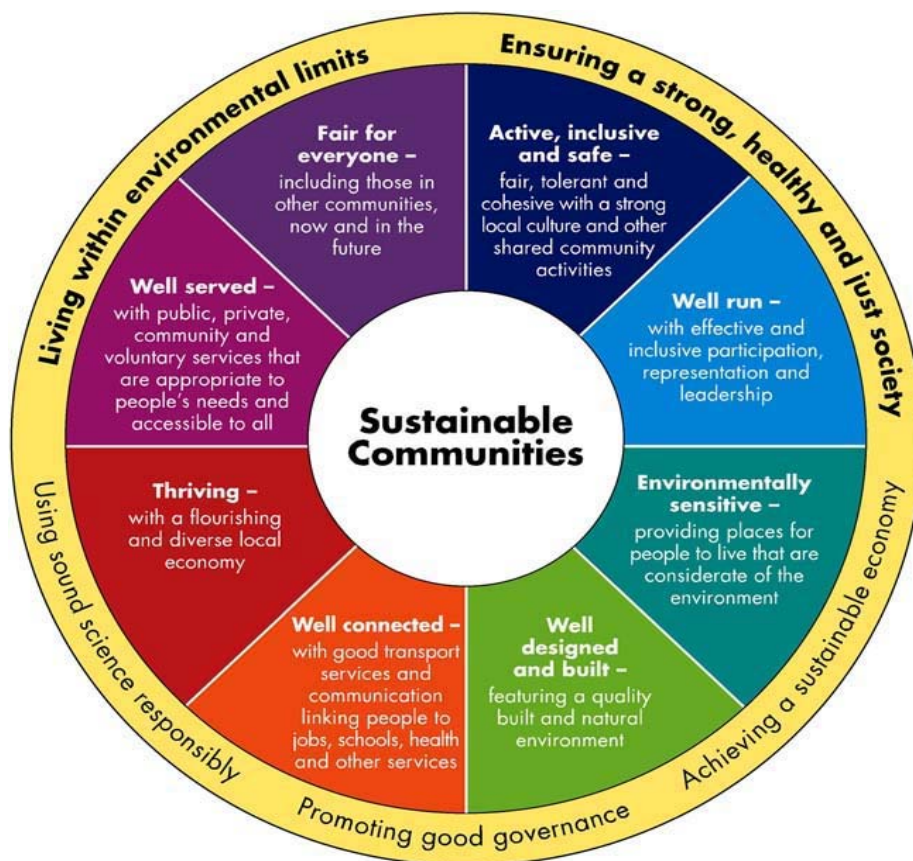 Living within environmental limits
Ensuring a strong, healthy and just society
Fair for
everyone –
including those in
other communities,
now and in the
future
Active, inclusive
and safe –
fair, tolerant and
cohesive with a strong
local culture and other
shared community
activities
Well served –
with public, private,
community and
voluntary services that
are appropriate to
people's needs and
accessible to all
Well run –
with effective and
inclusive participation,
representation and
leadership
Sustainable
Communities
Thriving –
with a flourishing
and diverse local
economy
Environmentally
sensitive –
providing places for
people to live that are
considerate of the
environment
Well connected –
with good transport
services and
communication
linking people to
jobs, schools, health
and other services
Well
designed
and built –
featuring a quality
built and natural
environment
Using sound science responsibly
Promoting good governance
Achieving a sustainable economy